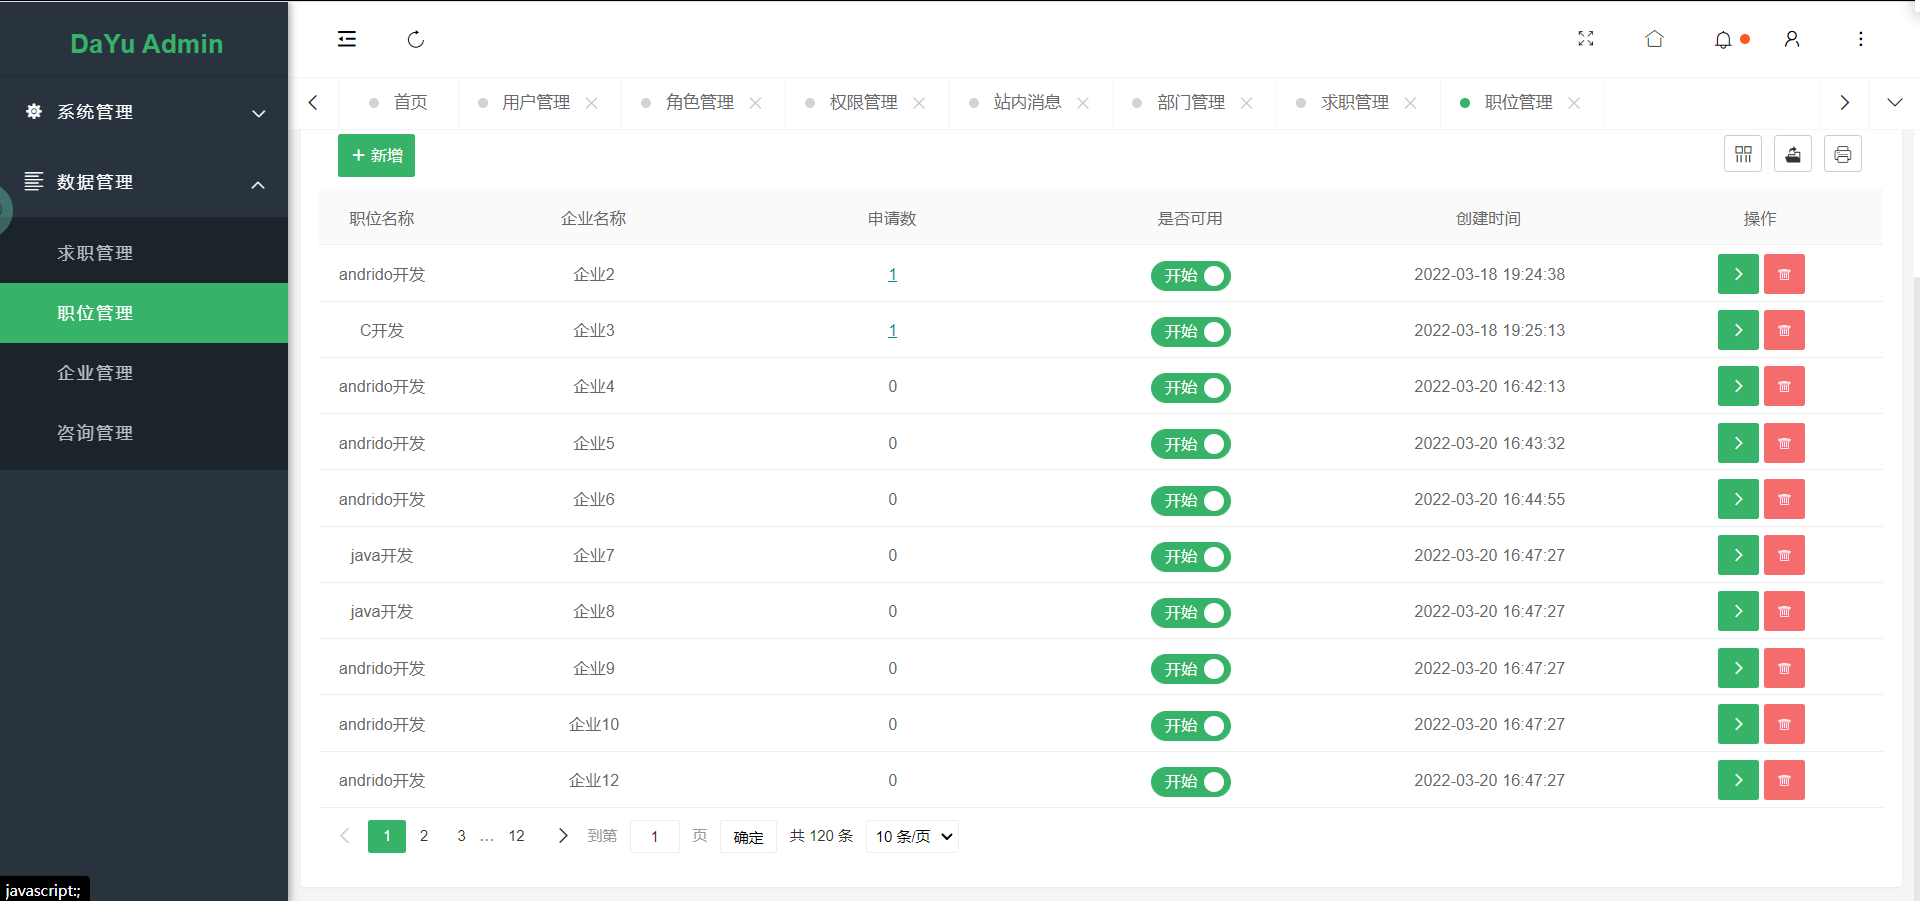 DaYu Admin
系统管理
数据管理
求职管理
职位管理
企业管理
咨询管理
首页 用户管理 角色管理 权限管理 站内消息 部门管理 求职管理 职位管理
新增
职位名称 企业名称 申请数 是否可用 创建时间 操作
andrido开发 企业2 1 开始 2022-03-18 19:24:38
C开发 企业3 1 开始 2022-03-18 19:25:13
andrido开发 企业4 0 开始 2022-03-20 16:42:13
andrido开发 企业5 0 开始 2022-03-20 16:43:32
andrido开发 企业6 0 开始 2022-03-20 16:44:55
java开发 企业7 0 开始 2022-03-20 16:47:27
java开发 企业8 0 开始 2022-03-20 16:47:27
andrido开发 企业9 0 开始 2022-03-20 16:47:27
andrido开发 企业10 0 开始 2022-03-20 16:47:27
andrido开发 企业12 0 开始 2022-03-20 16:47:27
1 2 3 … 12 到第 1 页 确定 共 120 条 10 条/页
javascript:;